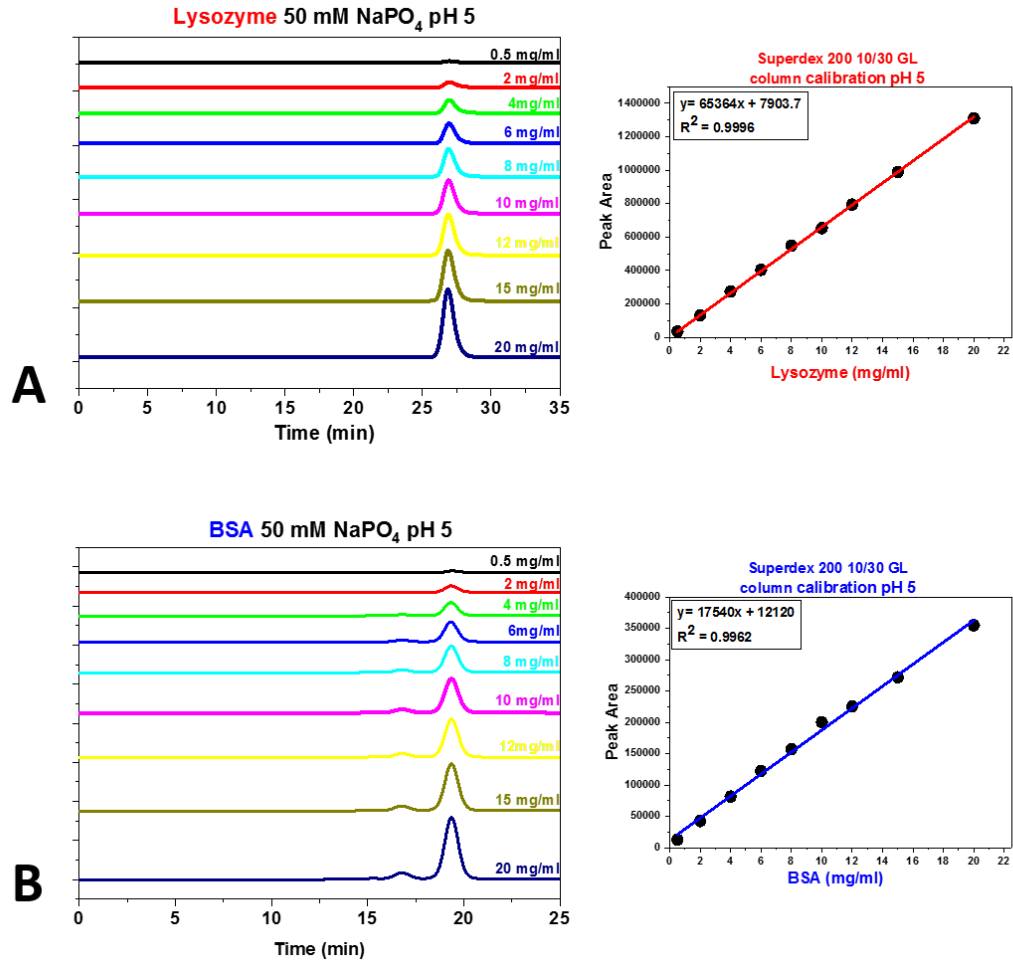 Lysozyme 50 mM NaPO4 pH 5
0.5 mg/ml
2 mg/ml
4mg/ml
6 mg/ml
8 mg/ml
10 mg/ml
12 mg/ml
15 mg/ml
20 mg/ml
0 5 10 15 20 25 30 35
Time (min)
A
Superdex 200 10/30 GL
column calibration pH 5
y= 65364x + 7903.7
R2 = 0.9996
1400000
1200000
1000000
800000
600000
400000
200000
0
Peak Area
0 2 4 6 8 10 12 14 16 18 20 22
Lysozyme (mg/ml)
BSA 50 mM NaPO4 pH 5
0.5 mg/ml
2 mg/ml
4 mg/ml
6mg/ml
8 mg/ml
10 mg/ml
12mg/ml
15 mg/ml
20 mg/ml
0 5 10 15 20 25
Time (min)
B
Superdex 200 10/30 GL
column calibration pH 5
y= 17540x + 12120
R2 = 0.9962
400000
350000
300000
250000
200000
150000
100000
50000
0
Peak Area
0 2 4 6 8 10 12 14 16 18 20 22
BSA (mg/ml)